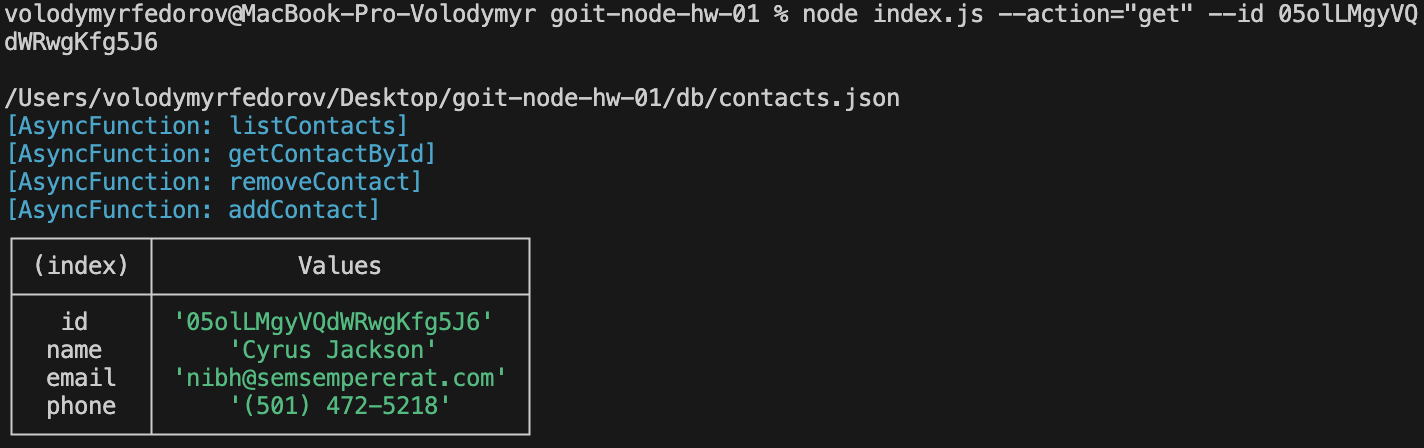 volodymyrfedorov@MacBook-Pro-Volodymyr goit-node-hw-01 % node index.js --action="get" --id 05olLMgyVQ
dWRwgKfg5J6
/Users/volodymyrfedorov/Desktop/goit-node-hw-01/db/contacts.json
[AsyncFunction: listContacts]
[AsyncFunction: getContactById]
[AsyncFunction: removeContact]
[AsyncFunction: addContact]
(index) Values
id '05olLMgyVQdWRwgKfg5J6'
name 'Cyrus Jackson'
email 'nibh@semsempererat.com'
phone '(501) 472-5218'